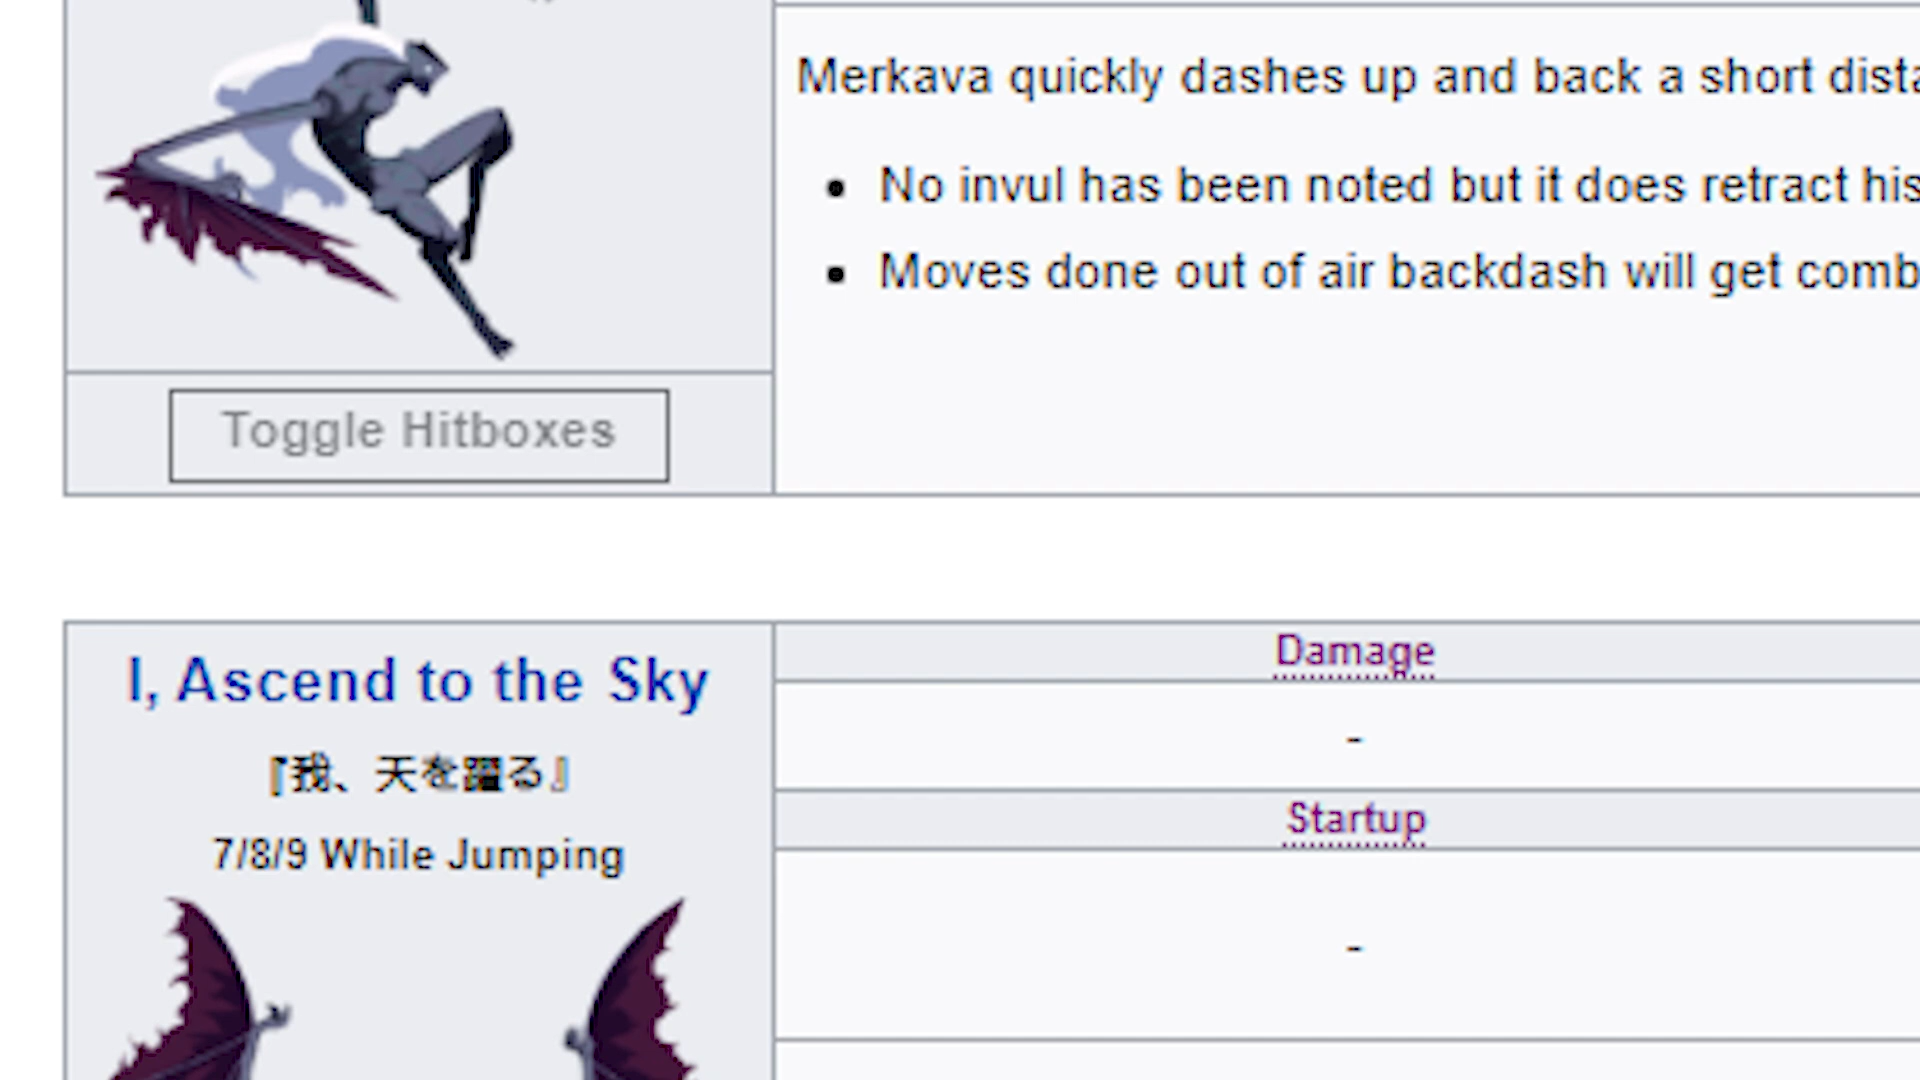 Merkava quickly dashes up and back a short
No invul has been noted but it does retract his
Moves done out of air backdash will get
Toggle Hitboxes
I, Ascend to the Sky
『我、天を躍る』
7/8/9 While Jumping
Damage
-
Startup
-